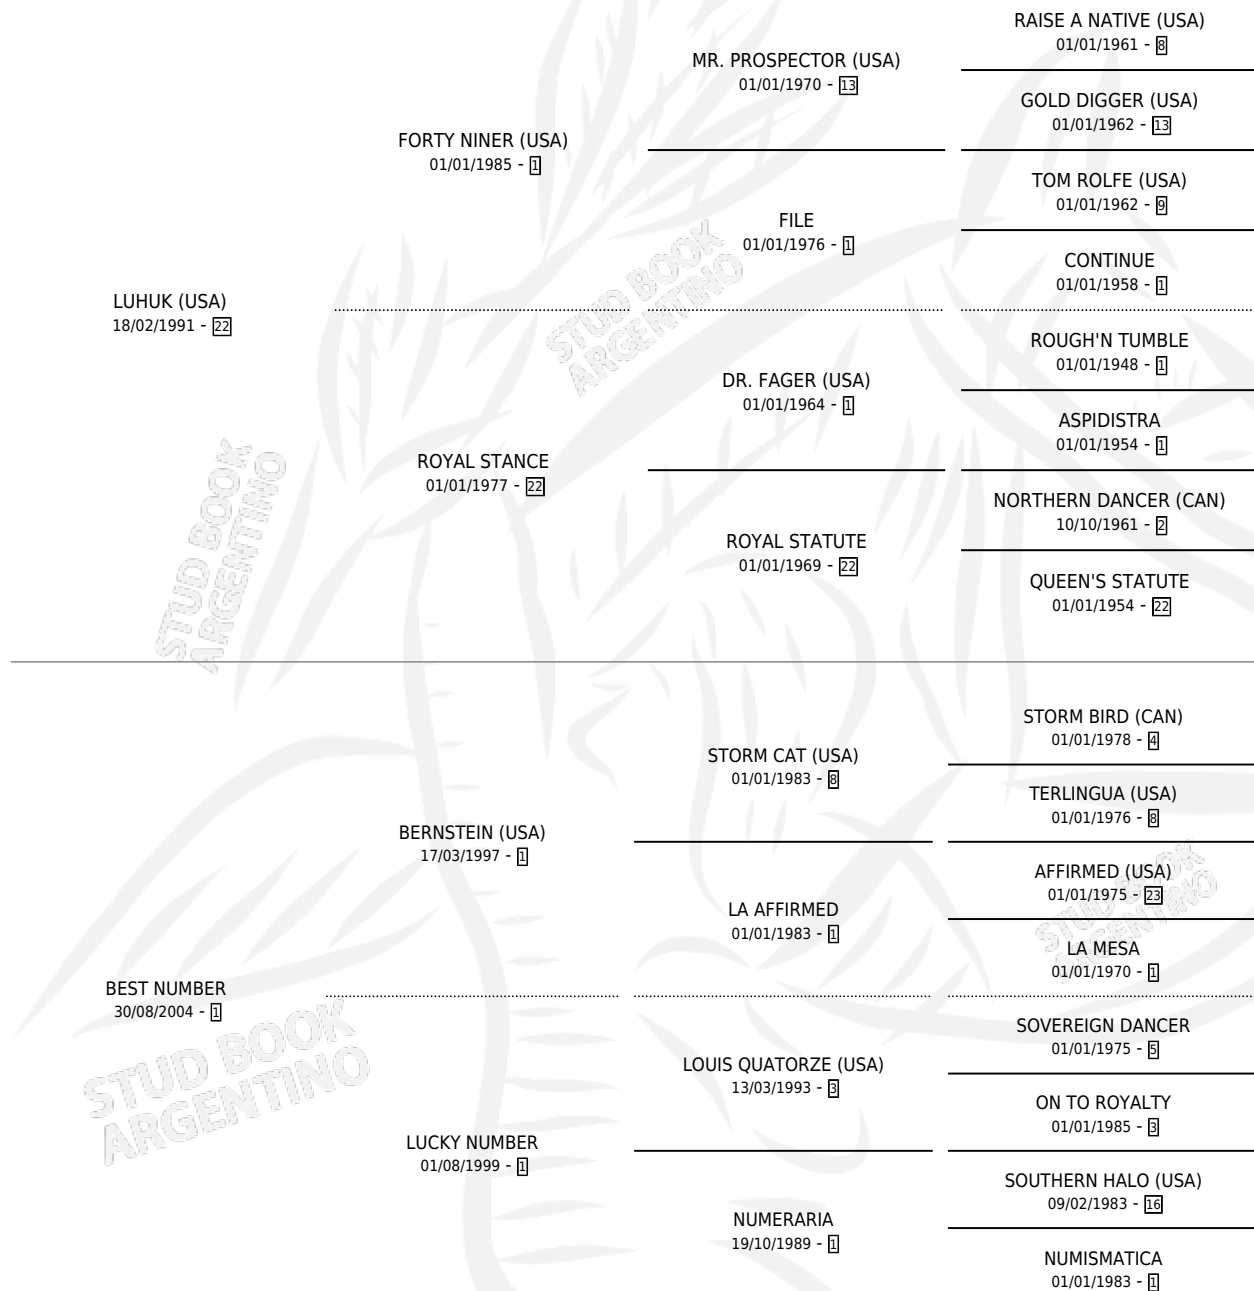 RAISE A NATIVE (USA)
01/01/1961 - 8
MR. PROSPECTOR (USA)
01/01/1970 - 13
GOLD DIGGER (USA)
01/01/1962 - 13
FORTY NINER (USA)
01/01/1985 - 1
TOM ROLFE (USA)
01/01/1962 - 9
FILE
01/01/1976 - 1
CONTINUE
01/01/1958 - 1
LUHUK (USA)
18/02/1991 - 22
ROUGH'N TUMBLE
01/01/1948 - 1
DR. FAGER (USA)
01/01/1964 - 1
ASPIDISTRA
01/01/1954 - 1
ROYAL STANCE
01/01/1977 - 22
NORTHERN DANCER (CAN)
10/10/1961 - 2
ROYAL STATUTE
01/01/1969 - 22
QUEEN'S STATUTE
01/01/1954 - 22
STORM BIRD (CAN)
01/01/1978 - 4
STORM CAT (USA)
01/01/1983 - 8
TERLINGUA (USA)
01/01/1976 - 8
BERNSTEIN (USA)
17/03/1997 - 1
AFFIRMED (USA)
01/01/1975 - 23
LA AFFIRMED
01/01/1983 - 1
LA MESA
01/01/1970 - 1
BEST NUMBER
30/08/2004 - 1
SOVEREIGN DANCER
01/01/1975 - 5
LOUIS QUATORZE (USA)
13/03/1993 - 3
ON TO ROYALTY
01/01/1985 - 3
LUCKY NUMBER
01/08/1999 - 1
SOUTHERN HALO (USA)
09/02/1983 - 16
NUMERARIA
19/10/1989 - 1
NUMISMATICA
01/01/1983 - 1
STUD BOOK
ARGENTINO
STUD BOOK
ARGENTINO
STUD BOOK
ARGENTINO
STUD BOOK
ARGENTINO